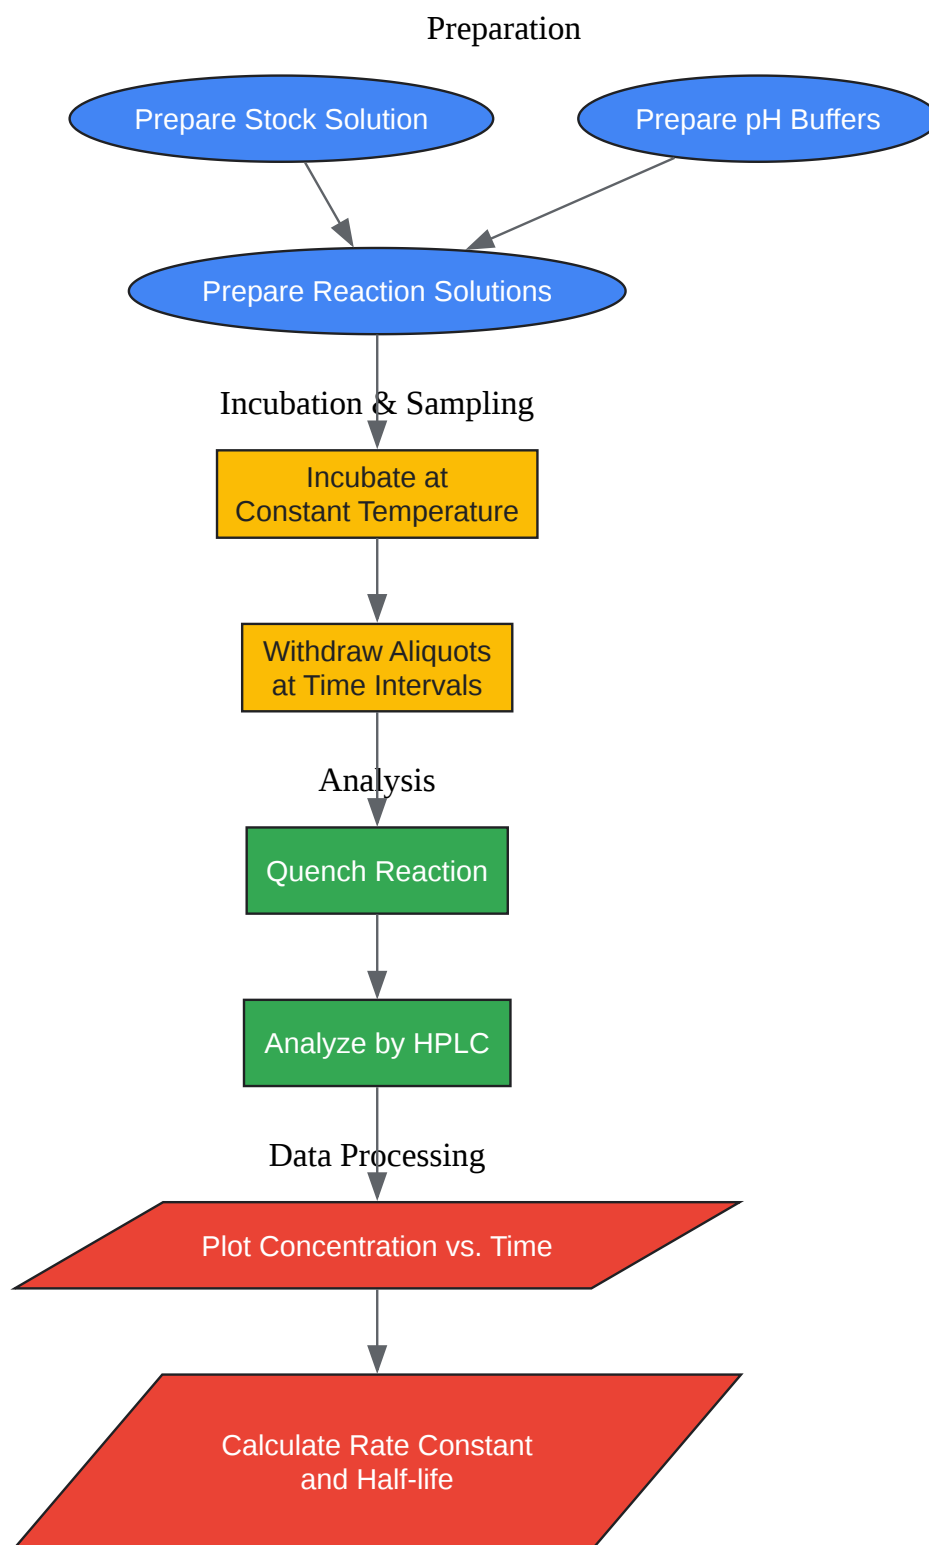 Preparation
Prepare Stock Solution
Prepare pH Buffers
Prepare Reaction Solutions
Incubation & Sampling
Incubate at
Constant Temperature
Withdraw Aliquots
at Time Intervals
Analysis
Quench Reaction
Analyze by HPLC
Data Processing
Plot Concentration vs. Time
Calculate Rate Constant
and Half-life